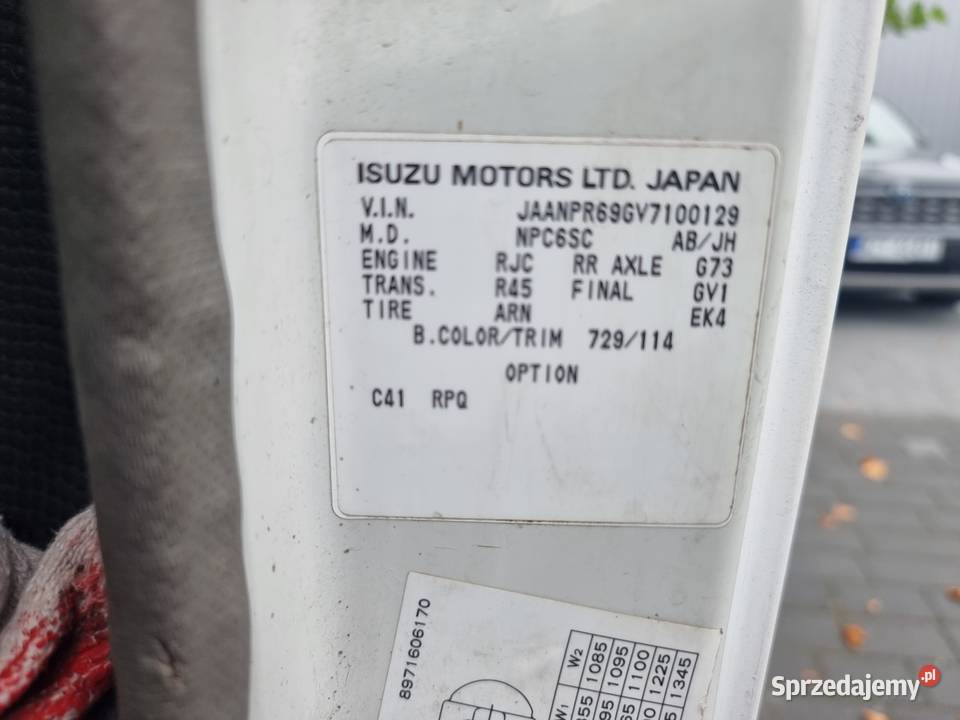 ISUZU MOTORS LTD. JAPAN
V.I.N. JAANPR69GV7100129
M.D. NPC6SC AB/JH
ENGINE RJC RR AXLE G73
TRANS. R45 FINAL GV1
TIRE ARN EK4
B.COLOR/TRIM 729/114
OPTION
C41 RPQ
8971606170
W1 W2
1085
1095
1100
1225
1345
Sprzedajemy.pl